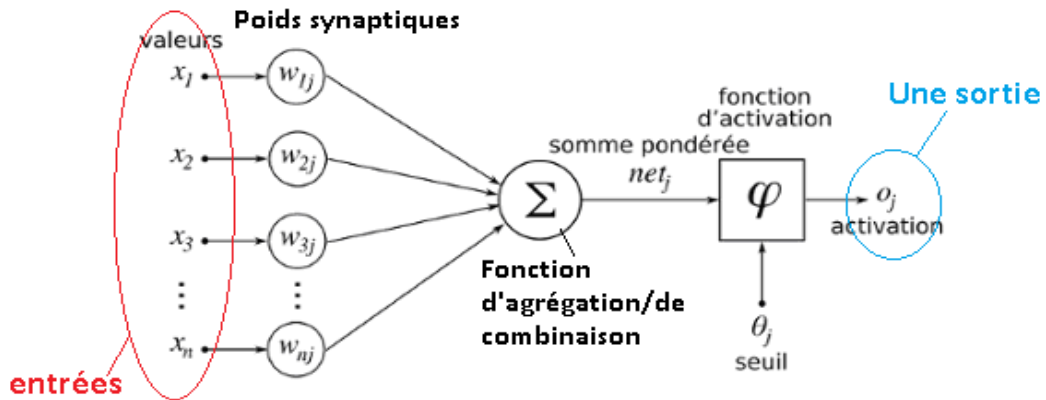 Poids synaptiques
valeurs
x1
w1j
x2
w2j
x3
w3j
⋮
⋮
xn
wnj
entrées
Σ
Fonction
d'agrégation/de
combinaison
somme pondérée
netj
fonction
d'activation
φ
θj
seuil
Une sortie
oj
activation